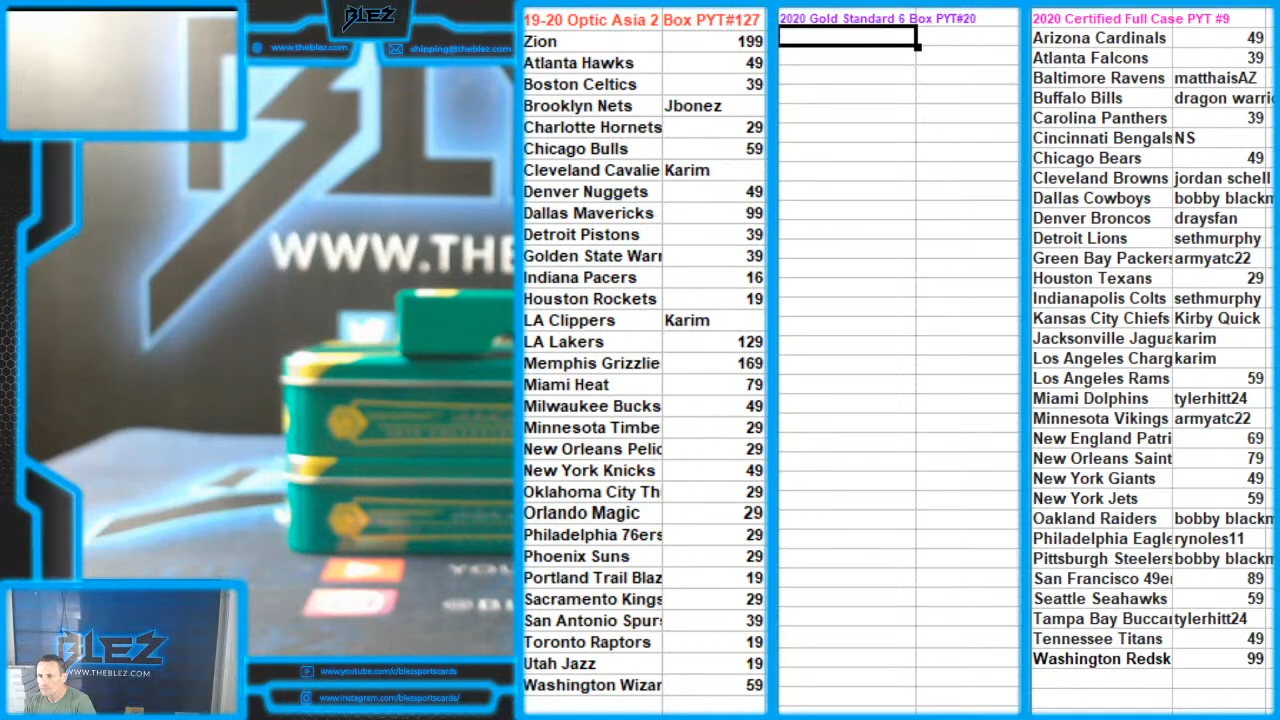 BLEZ
www.theblez.com
shipping@theblez.com
WWW.THE
BLEZ
WWW.THEBLEZ.COM
www.youtube.com/c/blezsportscards
www.instagram.com/blezsportscards/
19-20 Optic Asia 2 Box PYT#127
Zion 199
Atlanta Hawks 49
Boston Celtics 39
Brooklyn Nets Jbonez
Charlotte Hornets 29
Chicago Bulls 59
Cleveland Cavalie Karim
Denver Nuggets 49
Dallas Mavericks 99
Detroit Pistons 39
Golden State Warr 39
Indiana Pacers 16
Houston Rockets 19
LA Clippers Karim
LA Lakers 129
Memphis Grizzlie 169
Miami Heat 79
Milwaukee Bucks 49
Minnesota Timbe 29
New Orleans Pelic 29
New York Knicks 49
Oklahoma City Th 29
Orlando Magic 29
Philadelphia 76ers 29
Phoenix Suns 29
Portland Trail Blaz 19
Sacramento Kings 29
San Antonio Spurs 39
Toronto Raptors 19
Utah Jazz 19
Washington Wizar 59
2020 Gold Standard 6 Box PYT#20
2020 Certified Full Case PYT #9
Arizona Cardinals 49
Atlanta Falcons 39
Baltimore Ravens matthaisAZ
Buffalo Bills dragon warri
Carolina Panthers 39
Cincinnati Bengals NS
Chicago Bears 49
Cleveland Browns jordan schell
Dallas Cowboys bobby blackn
Denver Broncos draysfan
Detroit Lions sethmurphy
Green Bay Packers armyatc22
Houston Texans 29
Indianapolis Colts sethmurphy
Kansas City Chiefs Kirby Quick
Jacksonville Jagua karim
Los Angeles Charg karim
Los Angeles Rams 59
Miami Dolphins tylerhitt24
Minnesota Vikings armyatc22
New England Patri 69
New Orleans Saint 79
New York Giants 49
New York Jets 59
Oakland Raiders bobby blackn
Philadelphia Eagle rynoles11
Pittsburgh Steelers bobby blackn
San Francisco 49er 89
Seattle Seahawks 59
Tampa Bay Buccar tylerhitt24
Tennessee Titans 49
Washington Redsk 99